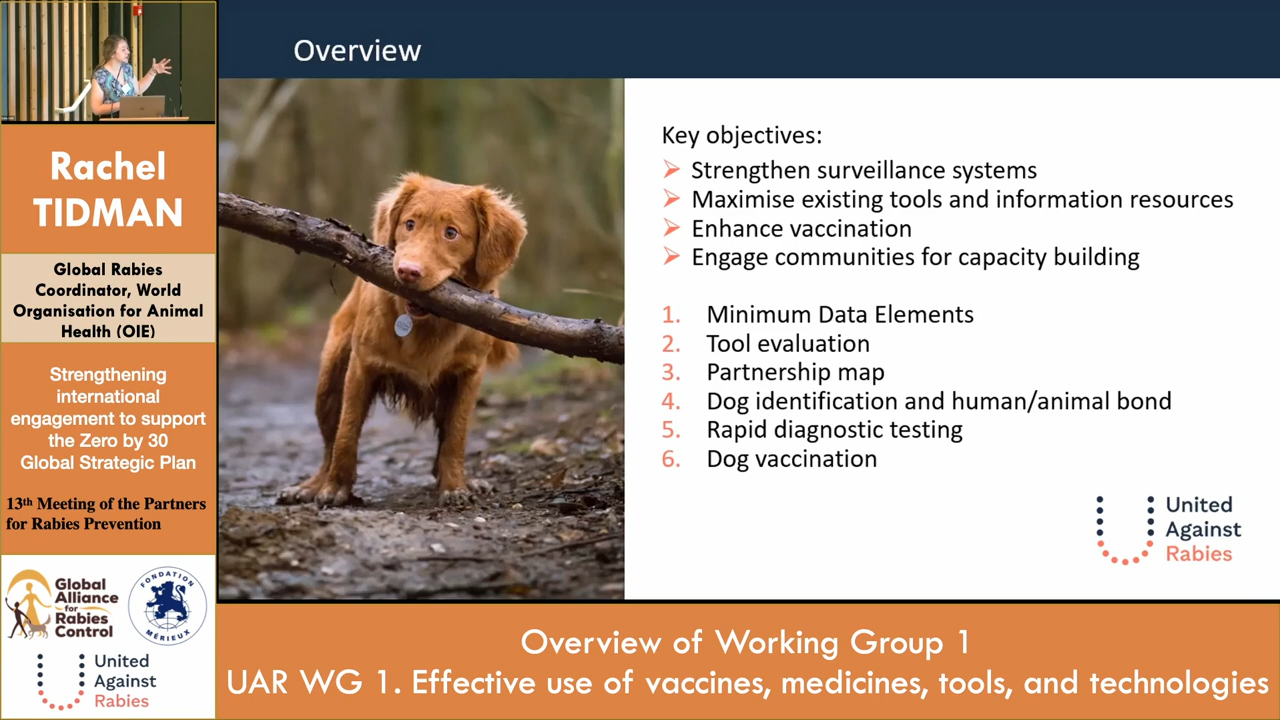 Overview
Rachel
TIDMAN
Global Rabies
Coordinator, World
Organisation for Animal
Health (OIE)
Strengthening
international
engagement to support
the Zero by 30
Global Strategic Plan
13th Meeting of the Partners
for Rabies Prevention
Global
Alliance
for
Rabies
Control
FONDATION
MÉRIEUX
United
Against
Rabies
Key objectives:
➢ Strengthen surveillance systems
➢ Maximise existing tools and information resources
➢ Enhance vaccination
➢ Engage communities for capacity building
1. Minimum Data Elements
2. Tool evaluation
3. Partnership map
4. Dog identification and human/animal bond
5. Rapid diagnostic testing
6. Dog vaccination
United
Against
Rabies
Overview of Working Group 1
UAR WG 1. Effective use of vaccines, medicines, tools, and technologies